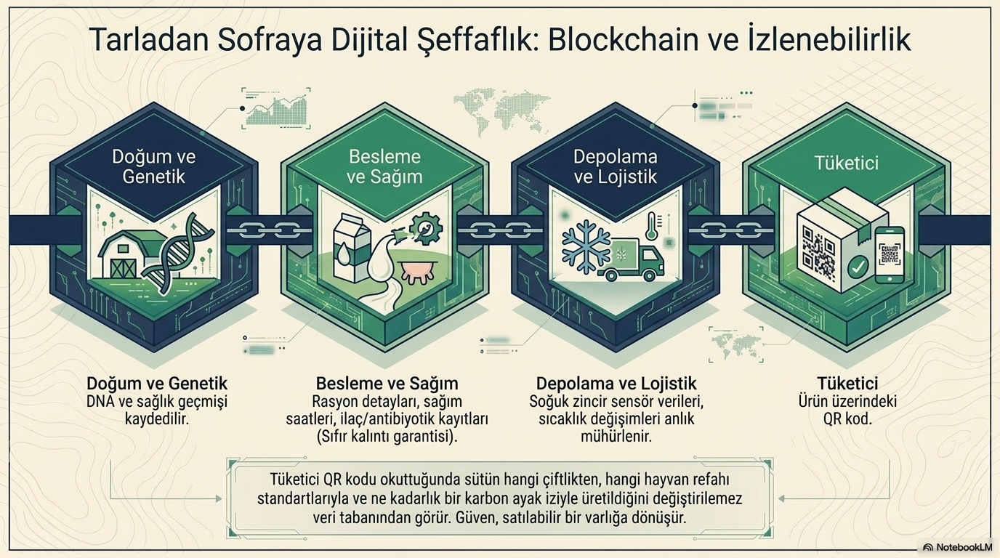 Tarladan Sofraya Dijital Şeffaflık: Blockchain ve İzlenebilirlik
Doğum ve
Genetik
Besleme
ve Sağım
Depolama
ve Lojistik
Tüketici
Doğum ve Genetik
DNA ve sağlık geçmişi
kaydedilir.
Besleme ve Sağım
Rasyon detayları, sağım
saatleri, ilaç/antibiyotik kayıtları
(Sıfır kalıntı garantisi).
Depolama ve Lojistik
Soğuk zincir sensör verileri,
sıcaklık değişimleri anlık
mühürlenir.
Tüketici
Ürün üzerindeki
QR kod.
Tüketici QR kodu okuttuğunda sütün hangi çiftlikten, hangi hayvan refahı
standartlarıyla ve ne kadarlık bir karbon ayak iziyle üretildiğini değiştirilemez
veri tabanından görür. Güven, satılabilir bir varlığa dönüşür.
NotebookLM